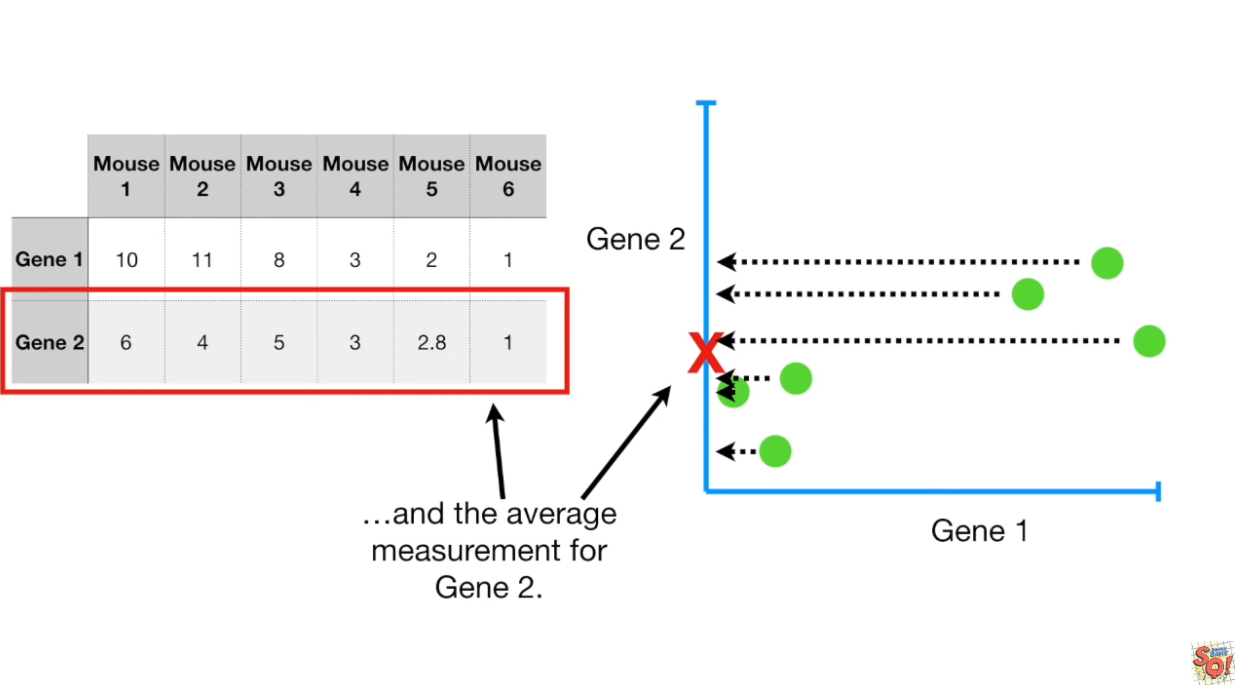 Mouse 1 Mouse 2 Mouse 3 Mouse 4 Mouse 5 Mouse 6
Gene 1 10 11 8 3 2 1
Gene 2 6 4 5 3 2.8 1
Gene 2
X
Gene 1
…and the average
measurement for
Gene 2.
SQ!